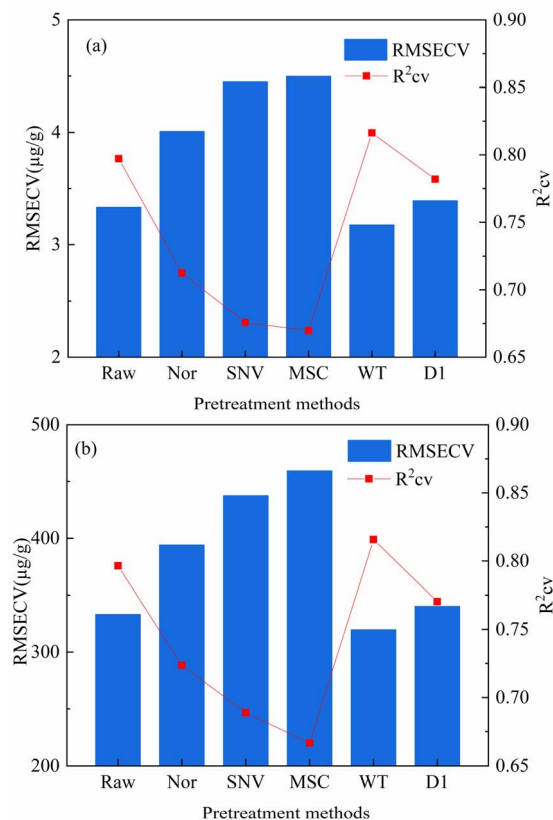 (a)
RMSECV
R²cv
5
4
3
2
RMSECV(μg/g)
0.90
0.85
0.80
0.75
0.70
0.65
R²cv
Raw Nor SNV MSC WT D1
Pretreatment methods
(b)
RMSECV
R²cv
500
400
300
200
RMSECV(μg/g)
0.90
0.85
0.80
0.75
0.70
0.65
R²cv
Raw Nor SNV MSC WT D1
Pretreatment methods